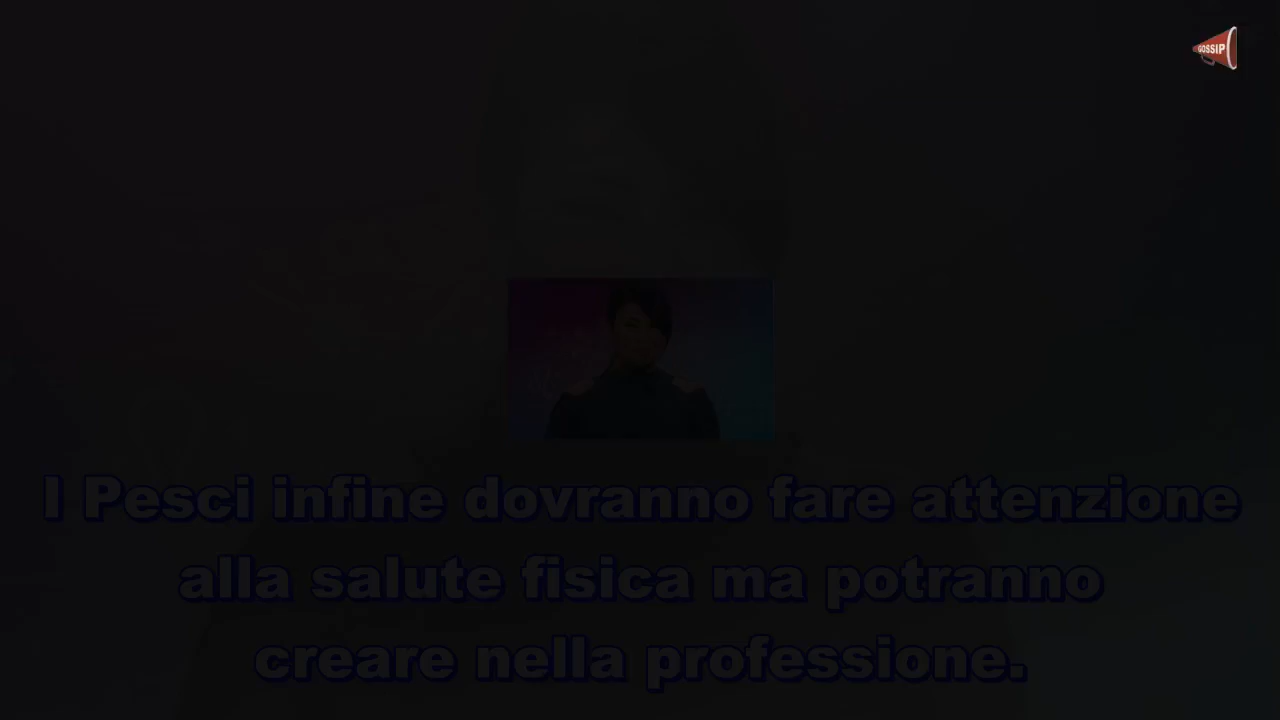 GOSSIP
I Pesci infine dovranno fare attenzione
alla salute fisica ma potranno
creare nella professione.